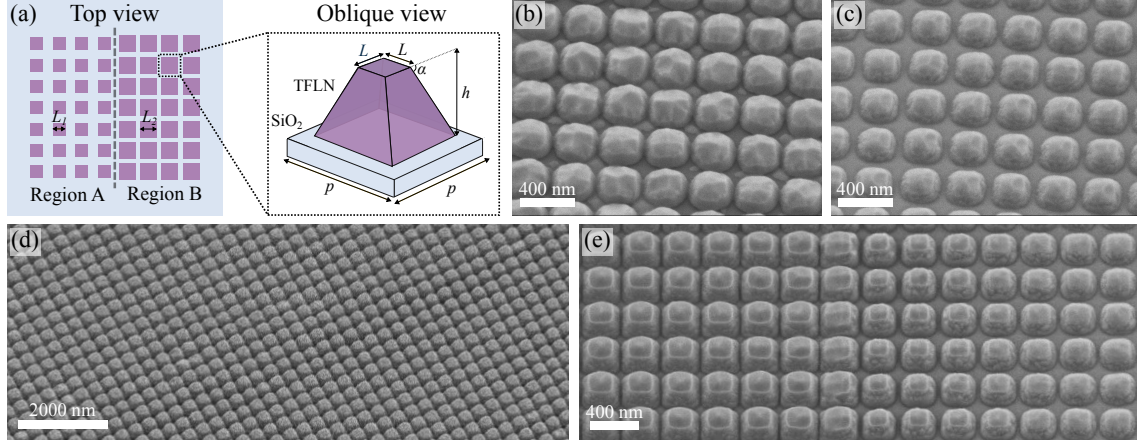 (a)
Top view
Oblique view
L
L
α
TFLN
h
SiO₂
L₁
L₂
p
p
Region A
Region B
(b)
400 nm
(c)
400 nm
(d)
2000 nm
(e)
400 nm